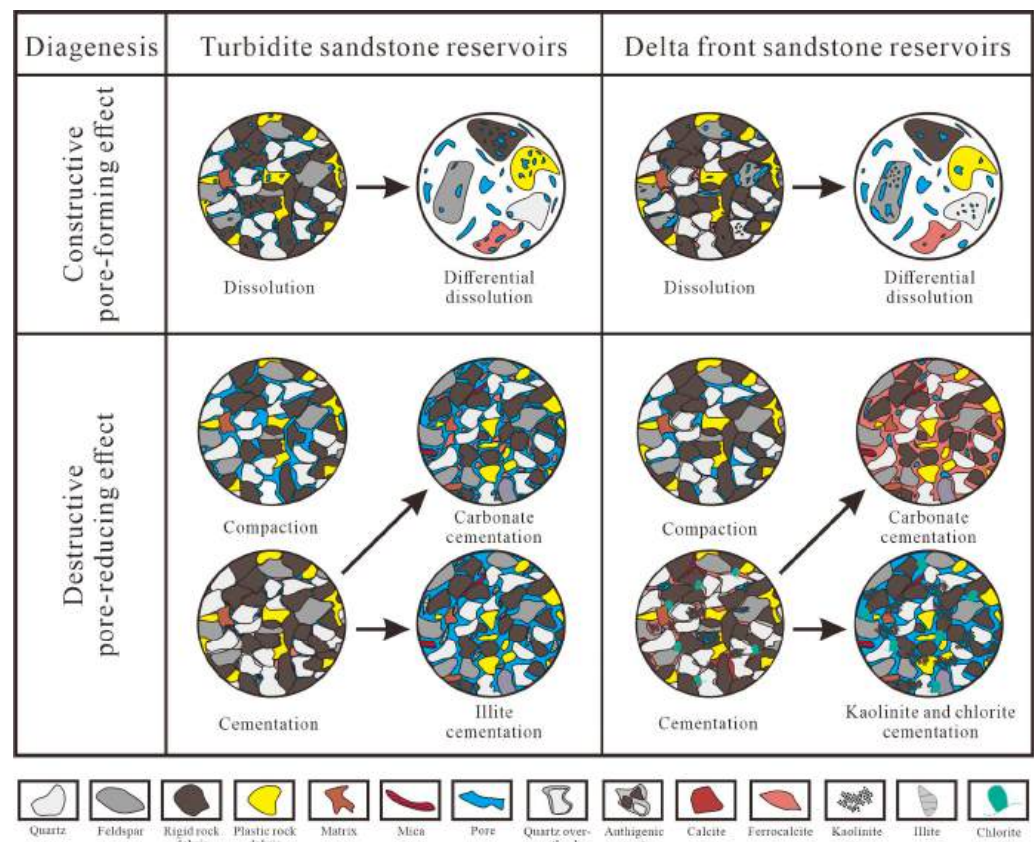 Diagenesis
Turbidite sandstone reservoirs
Delta front sandstone reservoirs
Constructive
pore-forming effect
Dissolution
Differential
dissolution
Dissolution
Differential
dissolution
Destructive
pore-reducing effect
Compaction
Carbonate
cementation
Compaction
Carbonate
cementation
Cementation
Illite
cementation
Cementation
Kaolinite and chlorite
cementation
Quartz
Feldspar
Rigid rock
Plastic rock
Matrix
Mica
Pore
Quartz over-
Anthigenic
Calcite
Ferrocalcite
Kaolinite
Illite
Chlorite